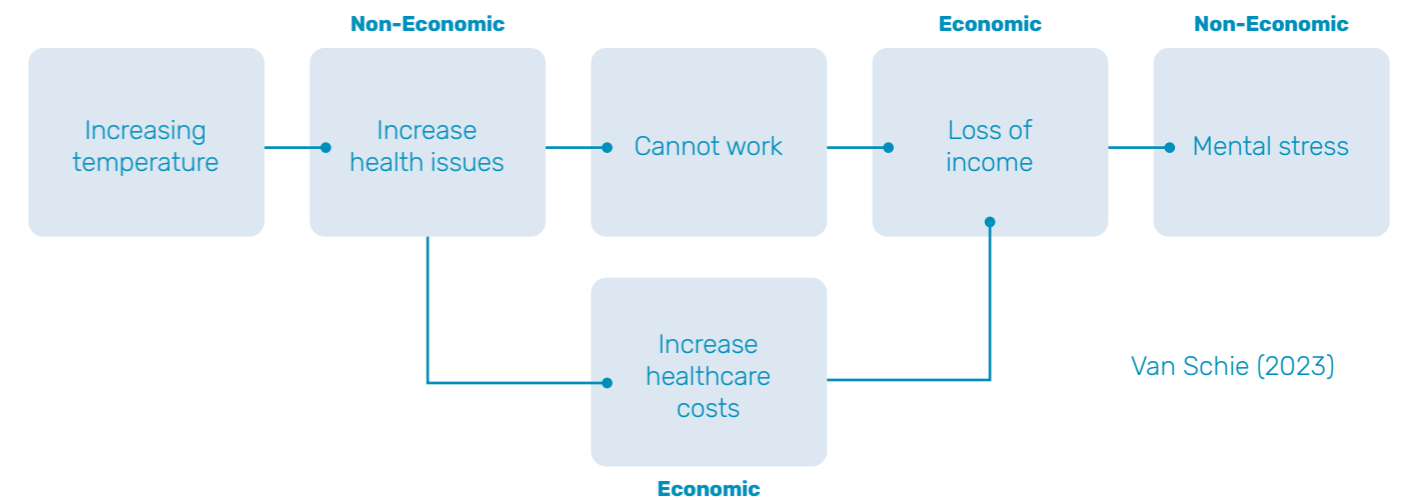 Non-Economic
Economic
Non-Economic
Increasing
temperature
Increase
health issues
Cannot work
Loss of
income
Mental stress
Increase
healthcare
costs
Van Schie (2023)
Economic